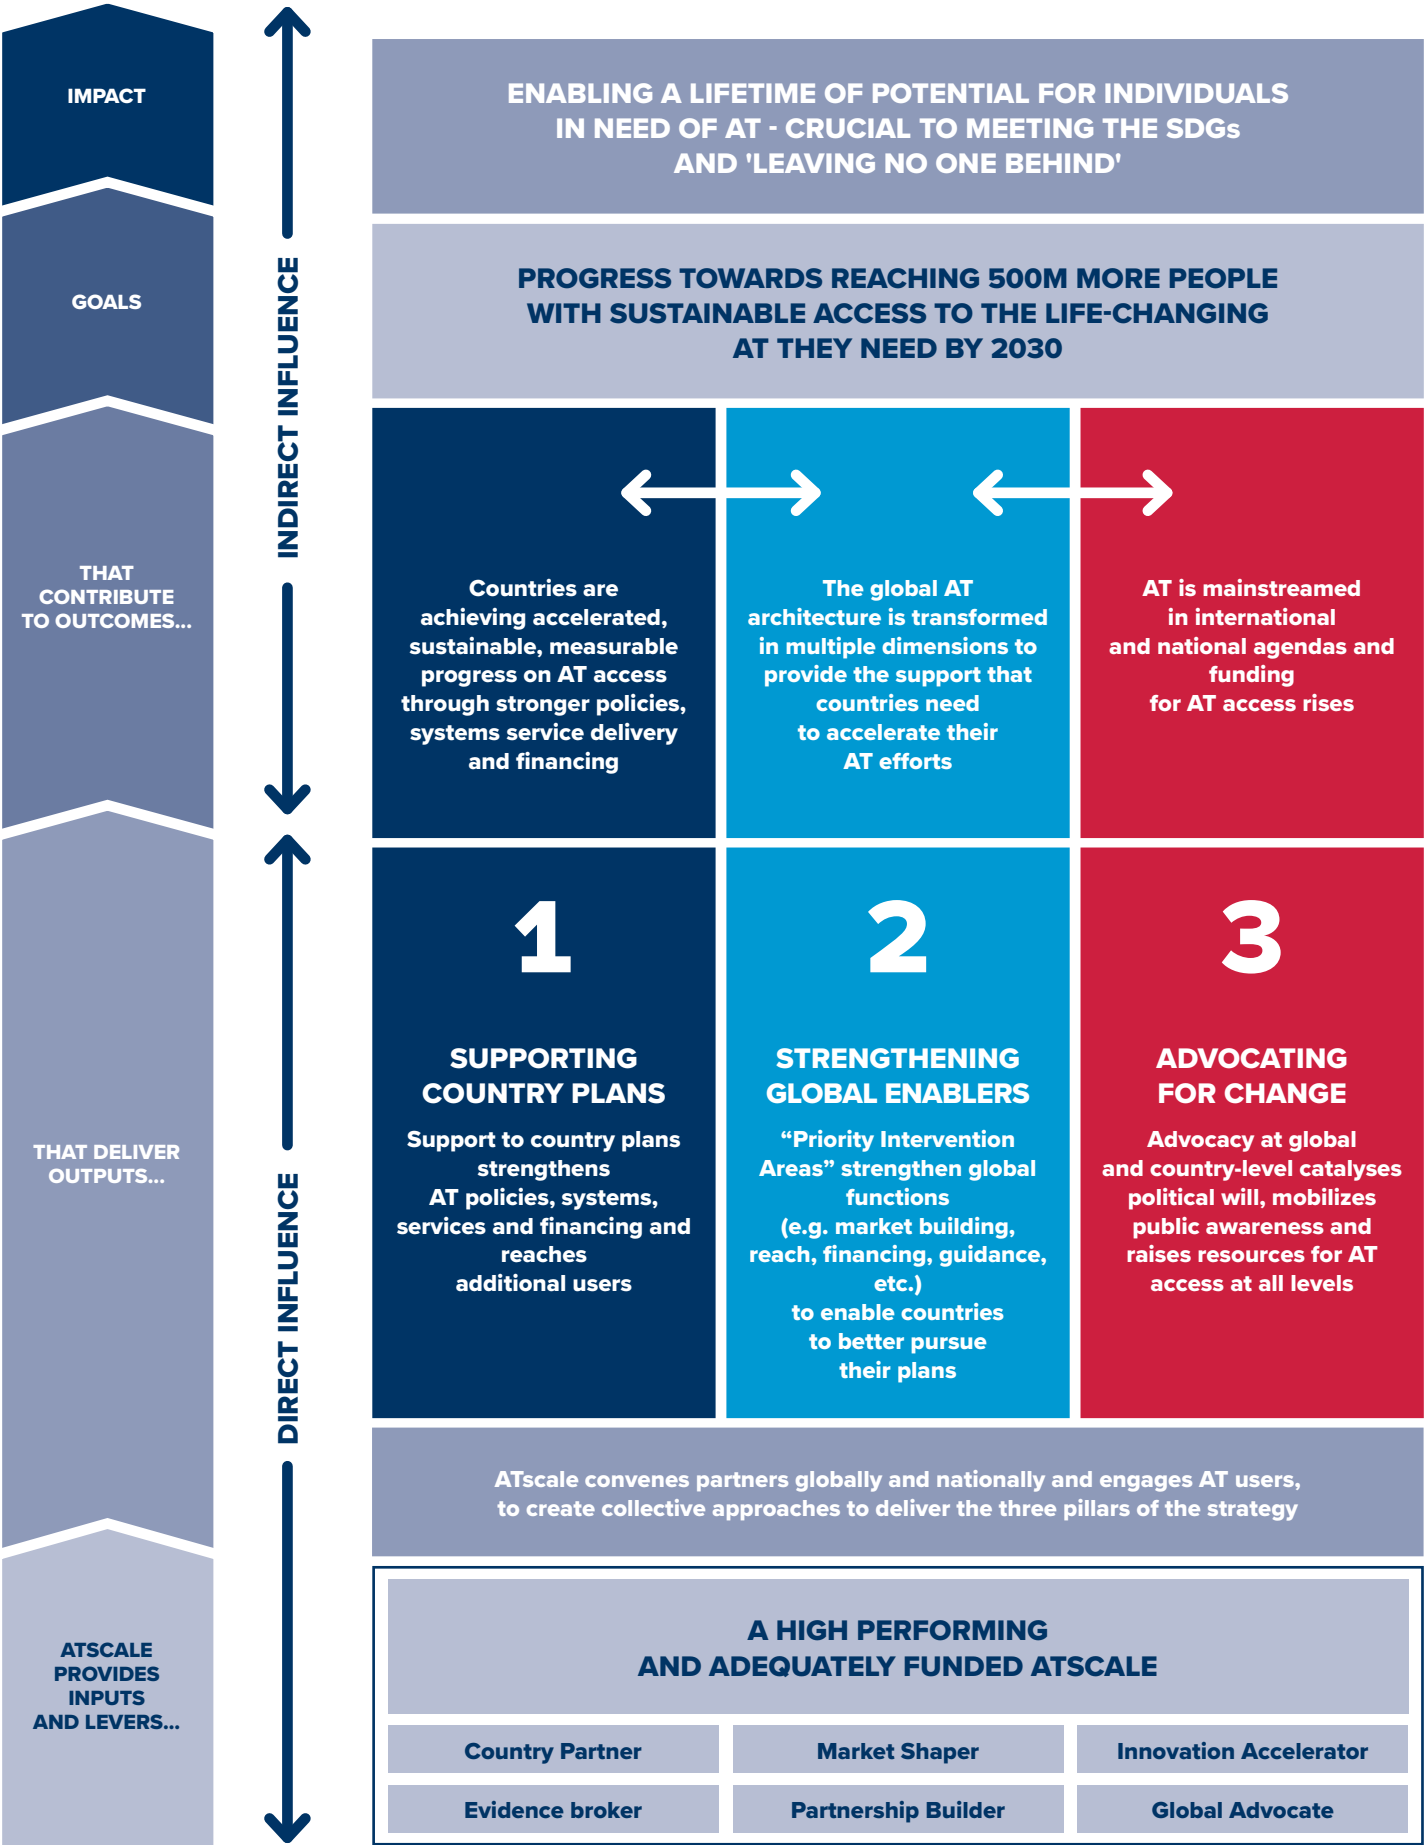 IMPACT
ENABLING A LIFETIME OF POTENTIAL FOR INDIVIDUALS
IN NEED OF AT - CRUCIAL TO MEETING THE SDGs
AND 'LEAVING NO ONE BEHIND'
GOALS
PROGRESS TOWARDS REACHING 500M MORE PEOPLE
WITH SUSTAINABLE ACCESS TO THE LIFE-CHANGING
AT THEY NEED BY 2030
INDIRECT INFLUENCE
THAT
CONTRIBUTE
TO OUTCOMES...
Countries are
achieving accelerated,
sustainable, measurable
progress on AT access
through stronger policies,
systems service delivery
and financing
The global AT
architecture is transformed
in multiple dimensions to
provide the support that
countries need
to accelerate their
AT efforts
AT is mainstreamed
in international
and national agendas and
funding
for AT access rises
THAT DELIVER
OUTPUTS...
DIRECT INFLUENCE
1
SUPPORTING
COUNTRY PLANS
Support to country plans
strengthens
AT policies, systems,
services and financing and
reaches
additional users
2
STRENGTHENING
GLOBAL ENABLERS
“Priority Intervention
Areas” strengthen global
functions
(e.g. market building,
reach, financing, guidance,
etc.)
to enable countries
to better pursue
their plans
3
ADVOCATING
FOR CHANGE
Advocacy at global
and country-level catalyses
political will, mobilizes
public awareness and
raises resources for AT
access at all levels
ATscale convenes partners globally and nationally and engages AT users,
to create collective approaches to deliver the three pillars of the strategy
ATSCALE
PROVIDES
INPUTS
AND LEVERS...
A HIGH PERFORMING
AND ADEQUATELY FUNDED ATSCALE
Country Partner
Market Shaper
Innovation Accelerator
Evidence broker
Partnership Builder
Global Advocate